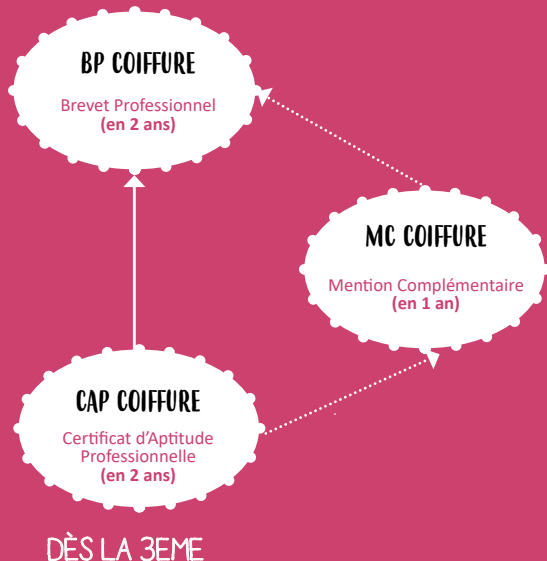 BP COIFFURE
Brevet Professionnel
(en 2 ans)
MC COIFFURE
Mention Complémentaire
(en 1 an)
CAP COIFFURE
Certificat d'Aptitude
Professionnelle
(en 2 ans)
DÈS LA 3EME